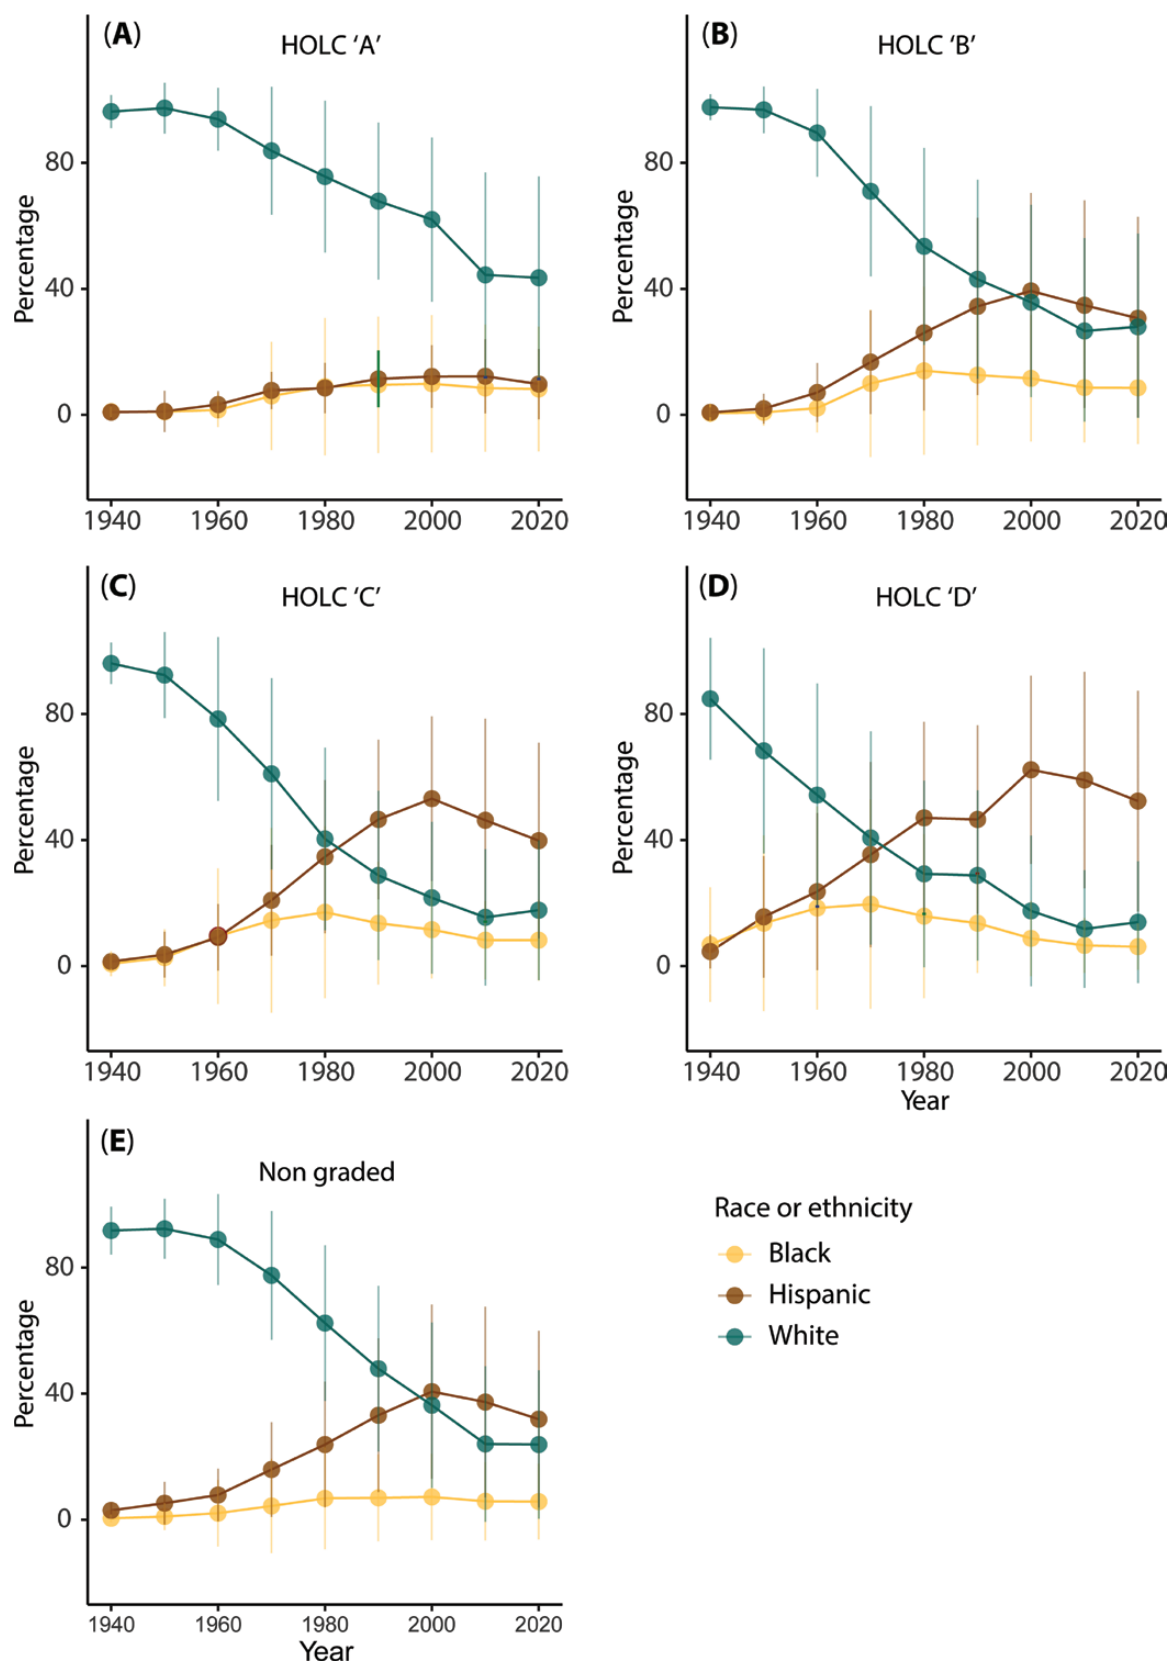 (A)
HOLC ‘A’
Percentage
80
40
0
1940 1960 1980 2000 2020
(B)
HOLC ‘B’
Percentage
80
40
0
1940 1960 1980 2000 2020
(C)
HOLC ‘C’
Percentage
80
40
0
1940 1960 1980 2000 2020
(D)
HOLC ‘D’
Percentage
80
40
0
1940 1960 1980 2000 2020
Year
(E)
Non graded
Percentage
80
40
0
1940 1960 1980 2000 2020
Year
Race or ethnicity
Black
Hispanic
White